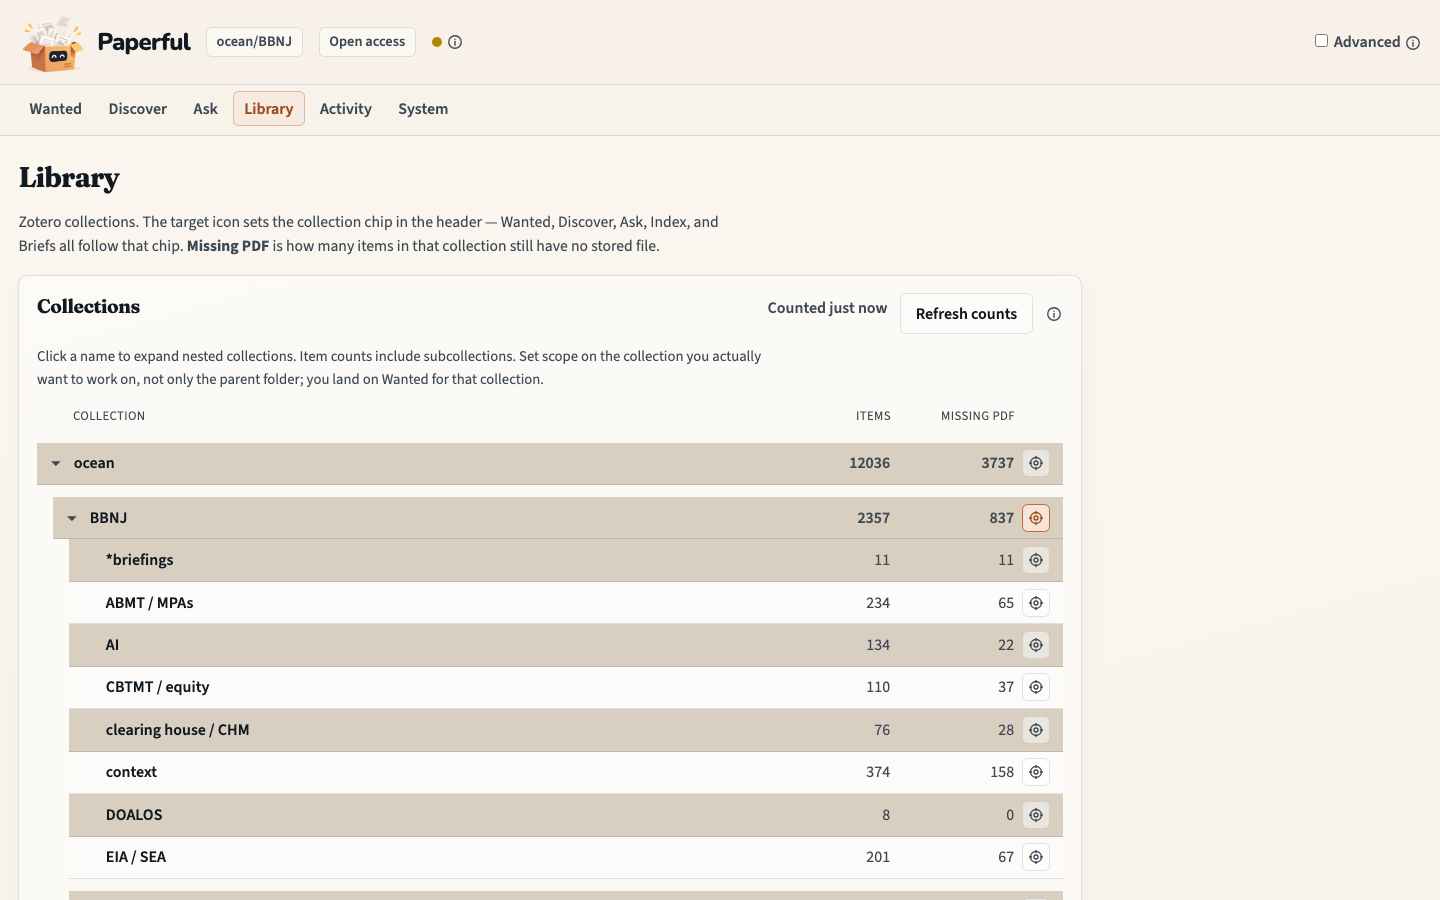 Paperful
ocean/BBNJ
Open access
Advanced
Wanted
Discover
Ask
Library
Activity
System
Library
Zotero collections. The target icon sets the collection chip in the header — Wanted, Discover, Ask, Index, and
Briefs all follow that chip. Missing PDF is how many items in that collection still have no stored file.
Collections
Counted just now
Refresh counts
Click a name to expand nested collections. Item counts include subcollections. Set scope on the collection you actually
want to work on, not only the parent folder; you land on Wanted for that collection.
COLLECTION ITEMS MISSING PDF
ocean 12036 3737
BBNJ 2357 837
*briefings 11 11
ABMT / MPAs 234 65
AI 134 22
CBTMT / equity 110 37
clearing house / CHM 76 28
context 374 158
DOALOS 8 0
EIA / SEA 201 67